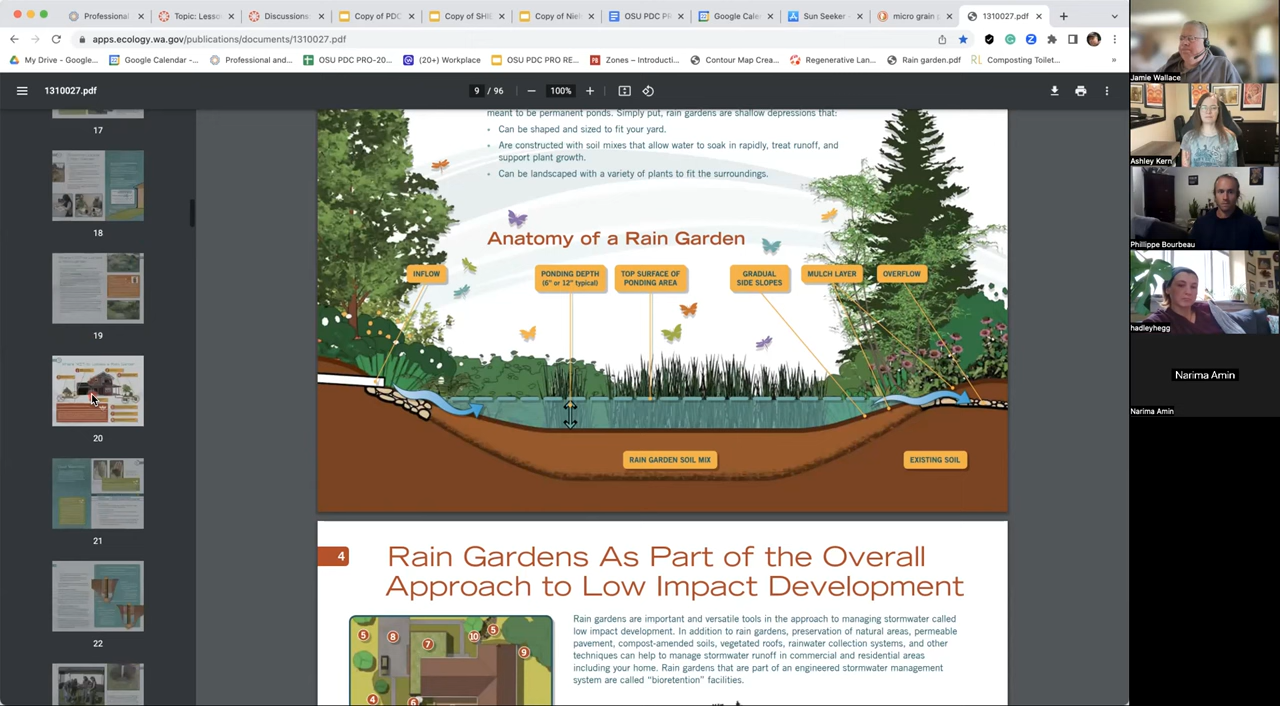 Professional
Topic: Lesso
Discussions:
Copy of PDC
Copy of SHE
Copy of Niel
OSU PDC PR
Google Cale
Sun Seeker -
micro grain p
1310027.pdf
apps.ecology.wa.gov/publications/documents/1310027.pdf
My Drive - Google...
Google Calendar -...
Professional and...
OSU PDC PRO-20...
(20+) Workplace
OSU PDC PRO RE...
Zones – Introducti...
Contour Map Crea...
Regenerative Lan...
Rain garden.pdf
Composting Toilet...
»
1310027.pdf
9 / 96
100%
17
18
19
20
21
22
meant to be permanent ponds. Simply put, rain gardens are shallow depressions that:
• Can be shaped and sized to fit your yard.
• Are constructed with soil mixes that allow water to soak in rapidly, treat runoff, and
support plant growth.
• Can be landscaped with a variety of plants to fit the surroundings.
Anatomy of a Rain Garden
INFLOW
PONDING DEPTH
(6" or 12" typical)
TOP SURFACE OF
PONDING AREA
GRADUAL
SIDE SLOPES
MULCH LAYER
OVERFLOW
RAIN GARDEN SOIL MIX
EXISTING SOIL
4
Rain Gardens As Part of the Overall
Approach to Low Impact Development
Rain gardens are important and versatile tools in the approach to managing stormwater called
low impact development. In addition to rain gardens, preservation of natural areas, permeable
pavement, compost-amended soils, vegetated roofs, rainwater collection systems, and other
techniques can help to manage stormwater runoff in commercial and residential areas
including your home. Rain gardens that are part of an engineered stormwater management
system are called “bioretention” facilities.
5
8
7
10
5
9
4
6
Jamie Wallace
Ashley Kern
Phillippe Bourbeau
hadleyhegg
Narima Amin
Narima Amin